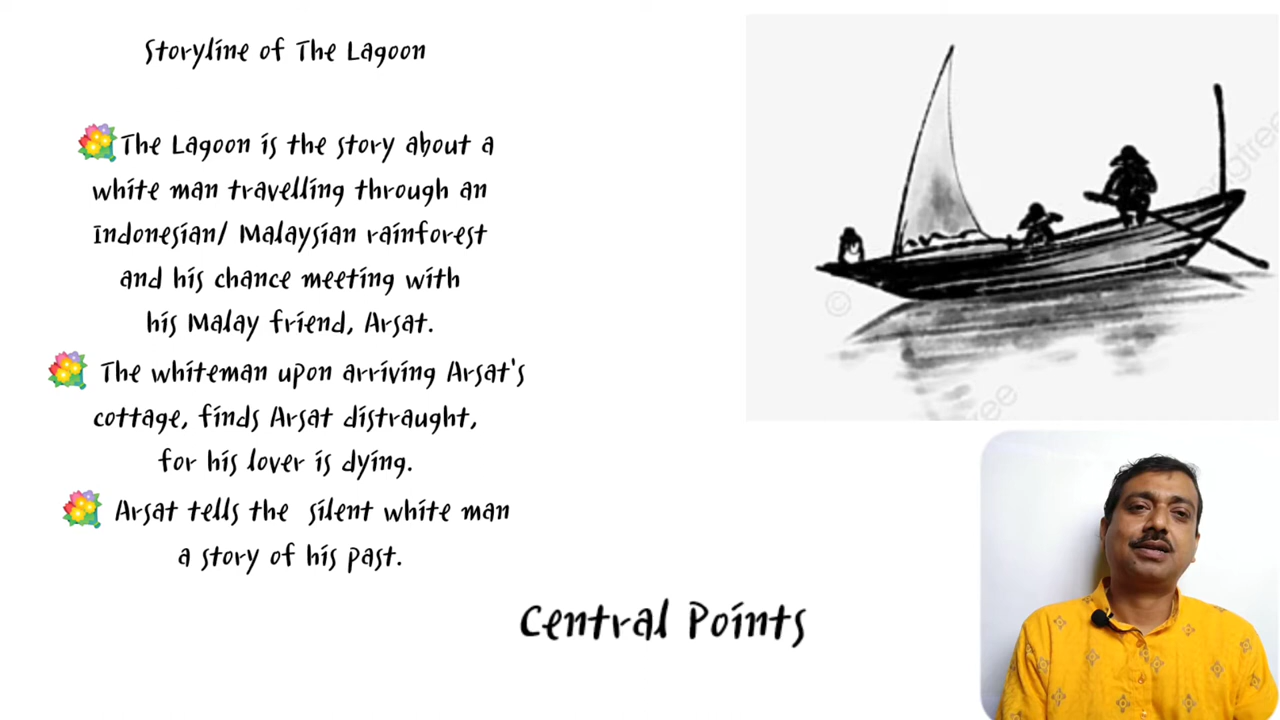 Storyline of The Lagoon
The Lagoon is the story about a
white man travelling through an
Indonesian/ Malaysian rainforest
and his chance meeting with
his Malay friend, Arsat.
The whiteman upon arriving Arsat's
cottage, finds Arsat distraught,
for his lover is dying.
Arsat tells the silent white man
a story of his past.
Central Points